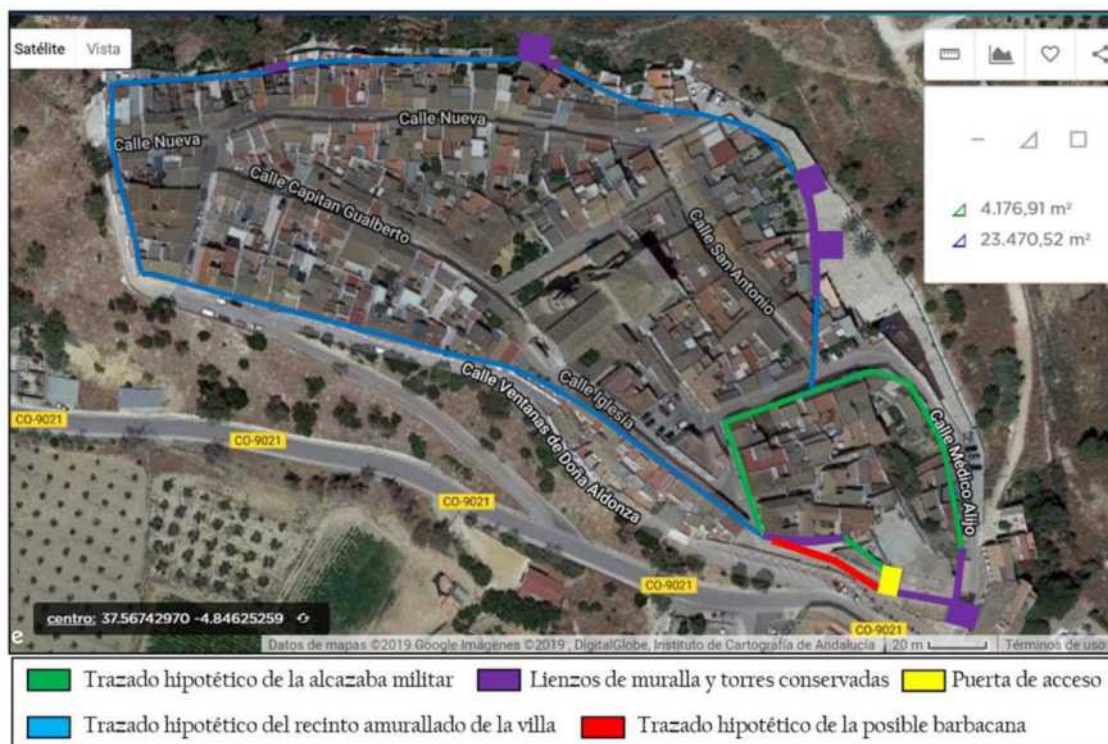 Satélite Vista
Calle Nueva
Calle Nueva
Calle Capitan Gualberto
Calle San Antonio
4.176,91 m²
23.470,52 m²
Calle Iglesia
Calle Ventanas de Doña Aldonza
Calle Médico Alijo
CO-9021
CO-9021
CO-9021
CO-9021
CO-9021
centro: 37.56742970 -4.84625259
e
Datos de mapas ©2019 Google Imágenes ©2019 , DigitalGlobe, Instituto de Cartografía de Andalucía 20 m Términos de uso
Trazado hipotético de la alcazaba militar Lienzos de muralla y torres conservadas Puerta de acceso
Trazado hipotético del recinto amurallado de la villa Trazado hipotético de la posible barbacana